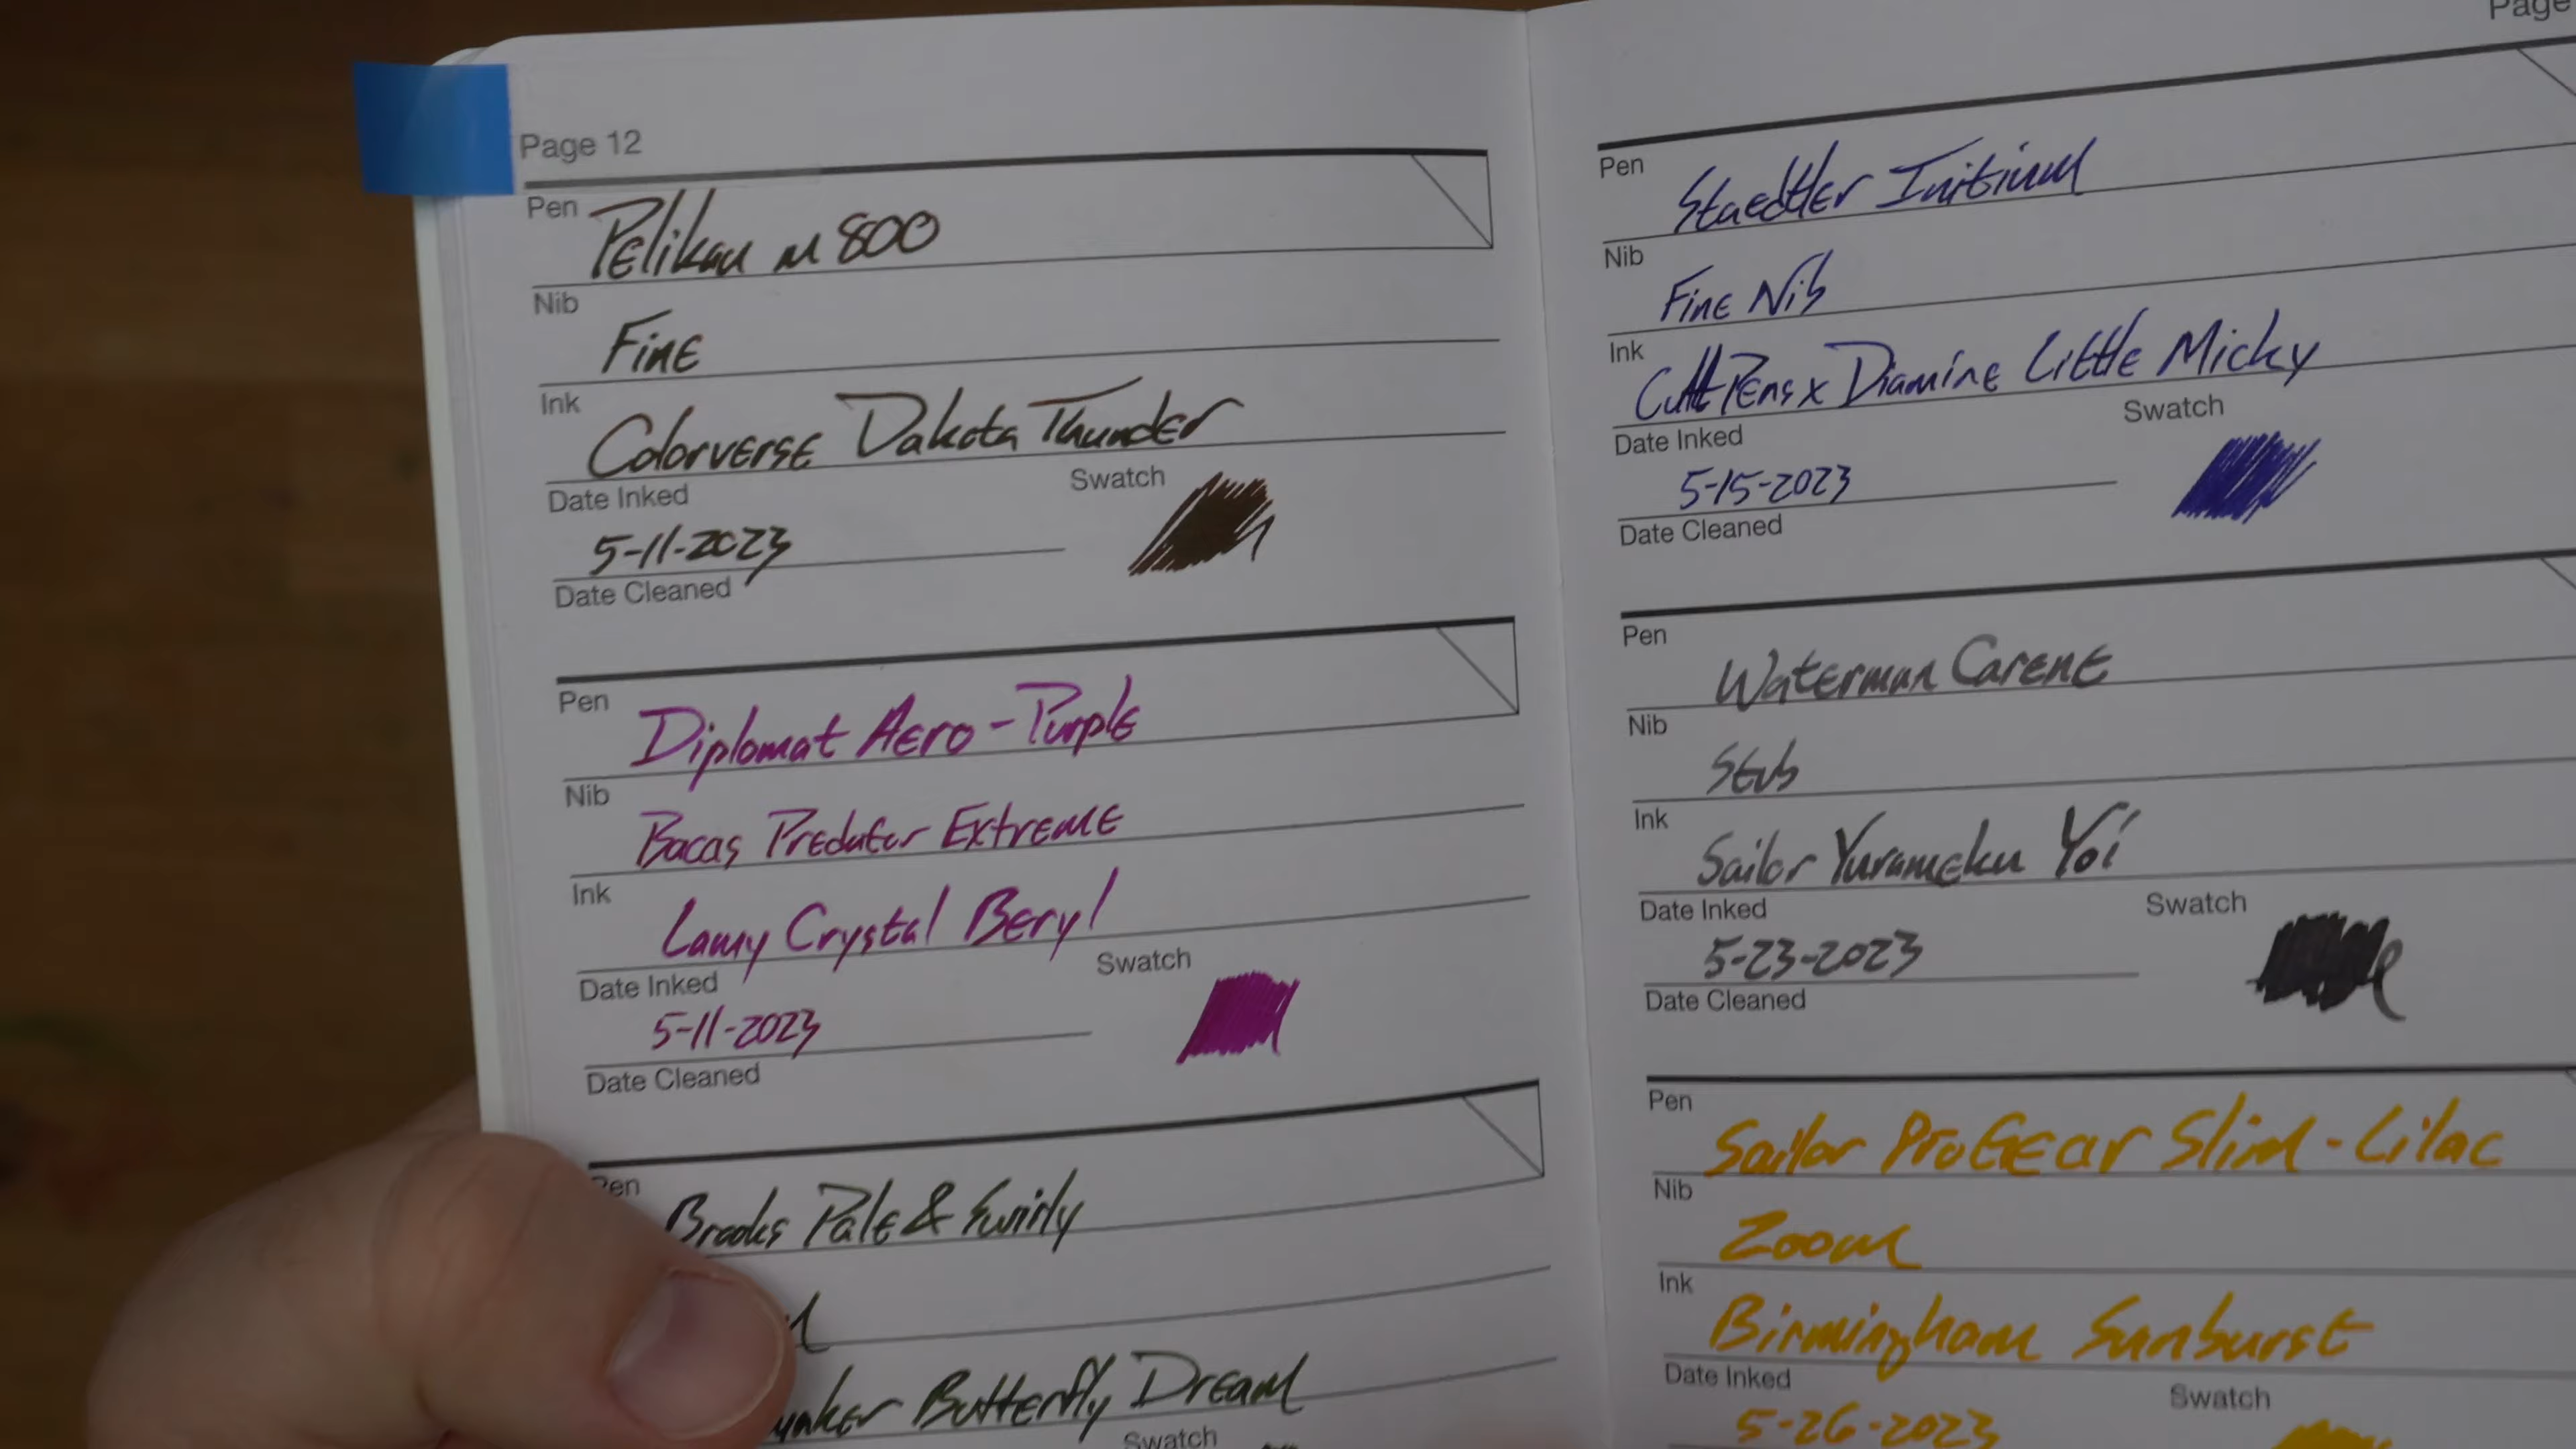 Page 12
Pen Pelikan M800
Nib
Fine
Ink
Colorverse Dakota Thunder
Date Inked Swatch
5-11-2023
Date Cleaned
Pen Diplomat Aero - Purple
Nib
Bacas Predator Extreme
Ink
Lamy Crystal Beryl
Date Inked Swatch
5-11-2023
Date Cleaned
Pen
Brooks Pale & Swirly
Butterfly Dream
Swatch
Page
Pen Staedtler Initium
Nib
Fine Nib
Ink
Cult Pens x Diamine Little Micky
Date Inked Swatch
5-15-2023
Date Cleaned
Pen
Waterman Carene
Nib
Stub
Ink
Sailor Yurameku Yoi
Date Inked Swatch
5-23-2023
Date Cleaned
Pen
Sailor ProGear Slim - Lilac
Nib
Zoom
Ink
Birmingham Sunburst
Date Inked Swatch
5-26-2023